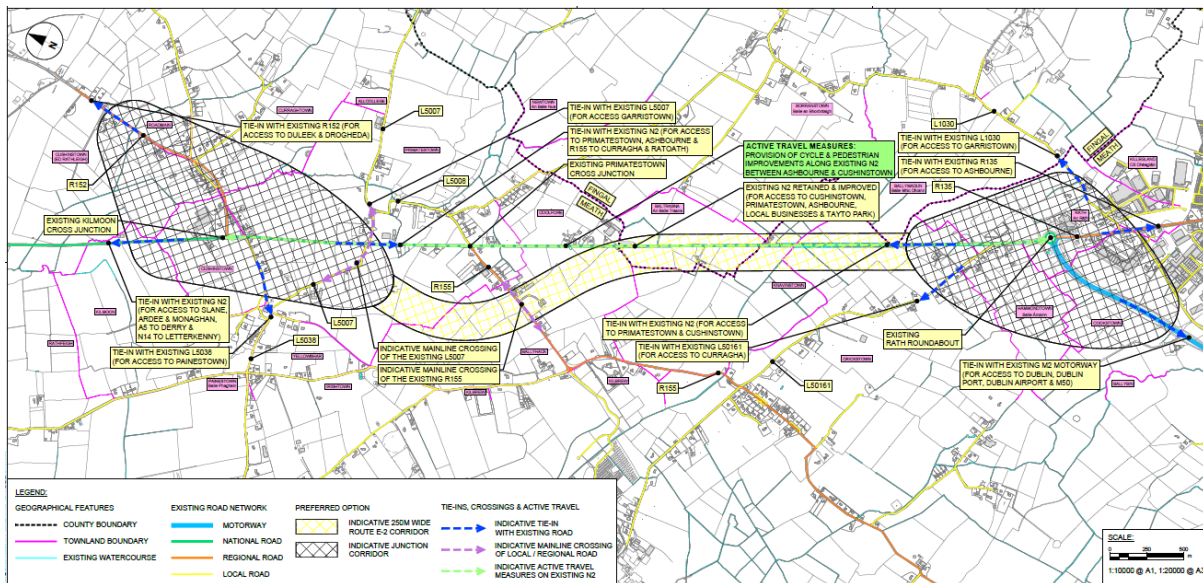 N
L5007
TIE-IN WITH EXISTING R152 (FOR
ACCESS TO DULEEK & DROGHEDA)
R152
EXISTING KILMOON
CROSS JUNCTION
L5008
TIE-IN WITH EXISTING L5007
(FOR ACCESS GARRISTOWN)
TIE-IN WITH EXISTING N2 (FOR ACCESS
TO PRIMATESTOWN, ASHBOURNE &
R155 TO CURRAGHA & RATOATH)
EXISTING PRIMATESTOWN
CROSS JUNCTION
FINGAL
MEATH
ACTIVE TRAVEL MEASURES:
PROVISION OF CYCLE & PEDESTRIAN
IMPROVEMENTS ALONG EXISTING N2
BETWEEN ASHBOURNE & CUSHINSTOWN
EXISTING N2 RETAINED & IMPROVED
(FOR ACCESS TO CUSHINSTOWN,
PRIMATESTOWN, ASHBOURNE,
LOCAL BUSINESSES & TAYTO PARK)
L1030
TIE-IN WITH EXISTING L1030
(FOR ACCESS TO GARRISTOWN)
TIE-IN WITH EXISTING R135
(FOR ACCESS TO ASHBOURNE)
R135
FINGAL
MEATH
TIE-IN WITH EXISTING N2
(FOR ACCESS TO SLANE,
ARDEE & MONAGHAN,
A5 TO DERRY &
N14 TO LETTERKENNY)
TIE-IN WITH EXISTING L5038
(FOR ACCESS TO PAINESTOWN)
L5038
L5007
INDICATIVE MAINLINE CROSSING
OF THE EXISTING L5007
INDICATIVE MAINLINE CROSSING
OF THE EXISTING R155
R155
TIE-IN WITH EXISTING N2 (FOR ACCESS
TO PRIMATESTOWN & CUSHINSTOWN)
TIE-IN WITH EXISTING L50161
(FOR ACCESS TO CURRAGHA)
R155
L50161
EXISTING
RATH ROUNDABOUT
TIE-IN WITH EXISTING M2 MOTORWAY
(FOR ACCESS TO DUBLIN, DUBLIN
PORT, DUBLIN AIRPORT & M50)
LEGEND:
GEOGRAPHICAL FEATURES
COUNTY BOUNDARY
TOWNLAND BOUNDARY
EXISTING WATERCOURSE
EXISTING ROAD NETWORK
MOTORWAY
NATIONAL ROAD
REGIONAL ROAD
LOCAL ROAD
PREFERRED OPTION
INDICATIVE 250M WIDE
ROUTE E-2 CORRIDOR
INDICATIVE JUNCTION
CORRIDOR
TIE-INS, CROSSINGS & ACTIVE TRAVEL
INDICATIVE TIE-IN
WITH EXISTING ROAD
INDICATIVE MAINLINE CROSSING
OF LOCAL / REGIONAL ROAD
INDICATIVE ACTIVE TRAVEL
MEASURES ON EXISTING N2
SCALE:
0 250 500
m
1:10000 @ A1, 1:20000 @